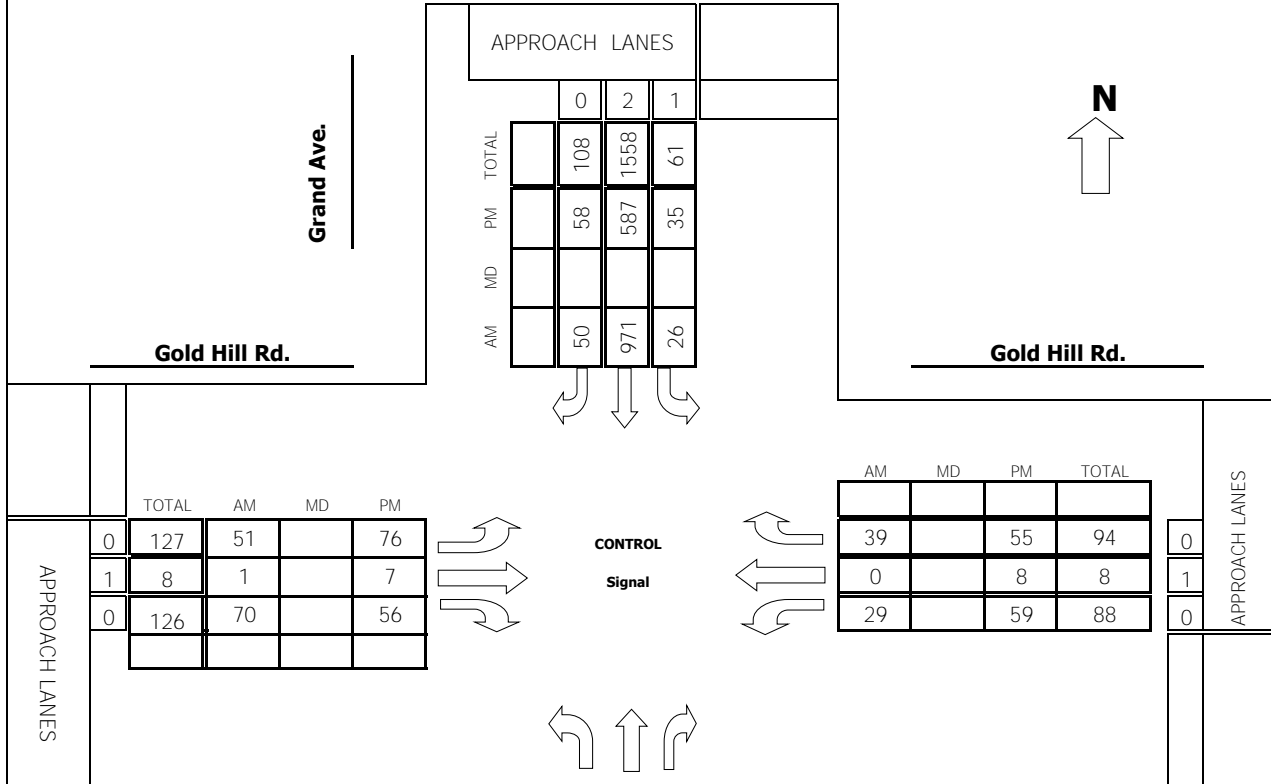 APPROACH LANES
0 2 1
N
Grand Ave.
TOTAL 108 1558 61
PM 58 587 35
MD
AM 50 971 26
Gold Hill Rd.
Gold Hill Rd.
TOTAL AM MD PM
0 127 51 76
1 8 1 7
0 126 70 56
APPROACH LANES
CONTROL
Signal
AM MD PM TOTAL
39 55 94 0
0 8 8 1
29 59 88 0
APPROACH LANES